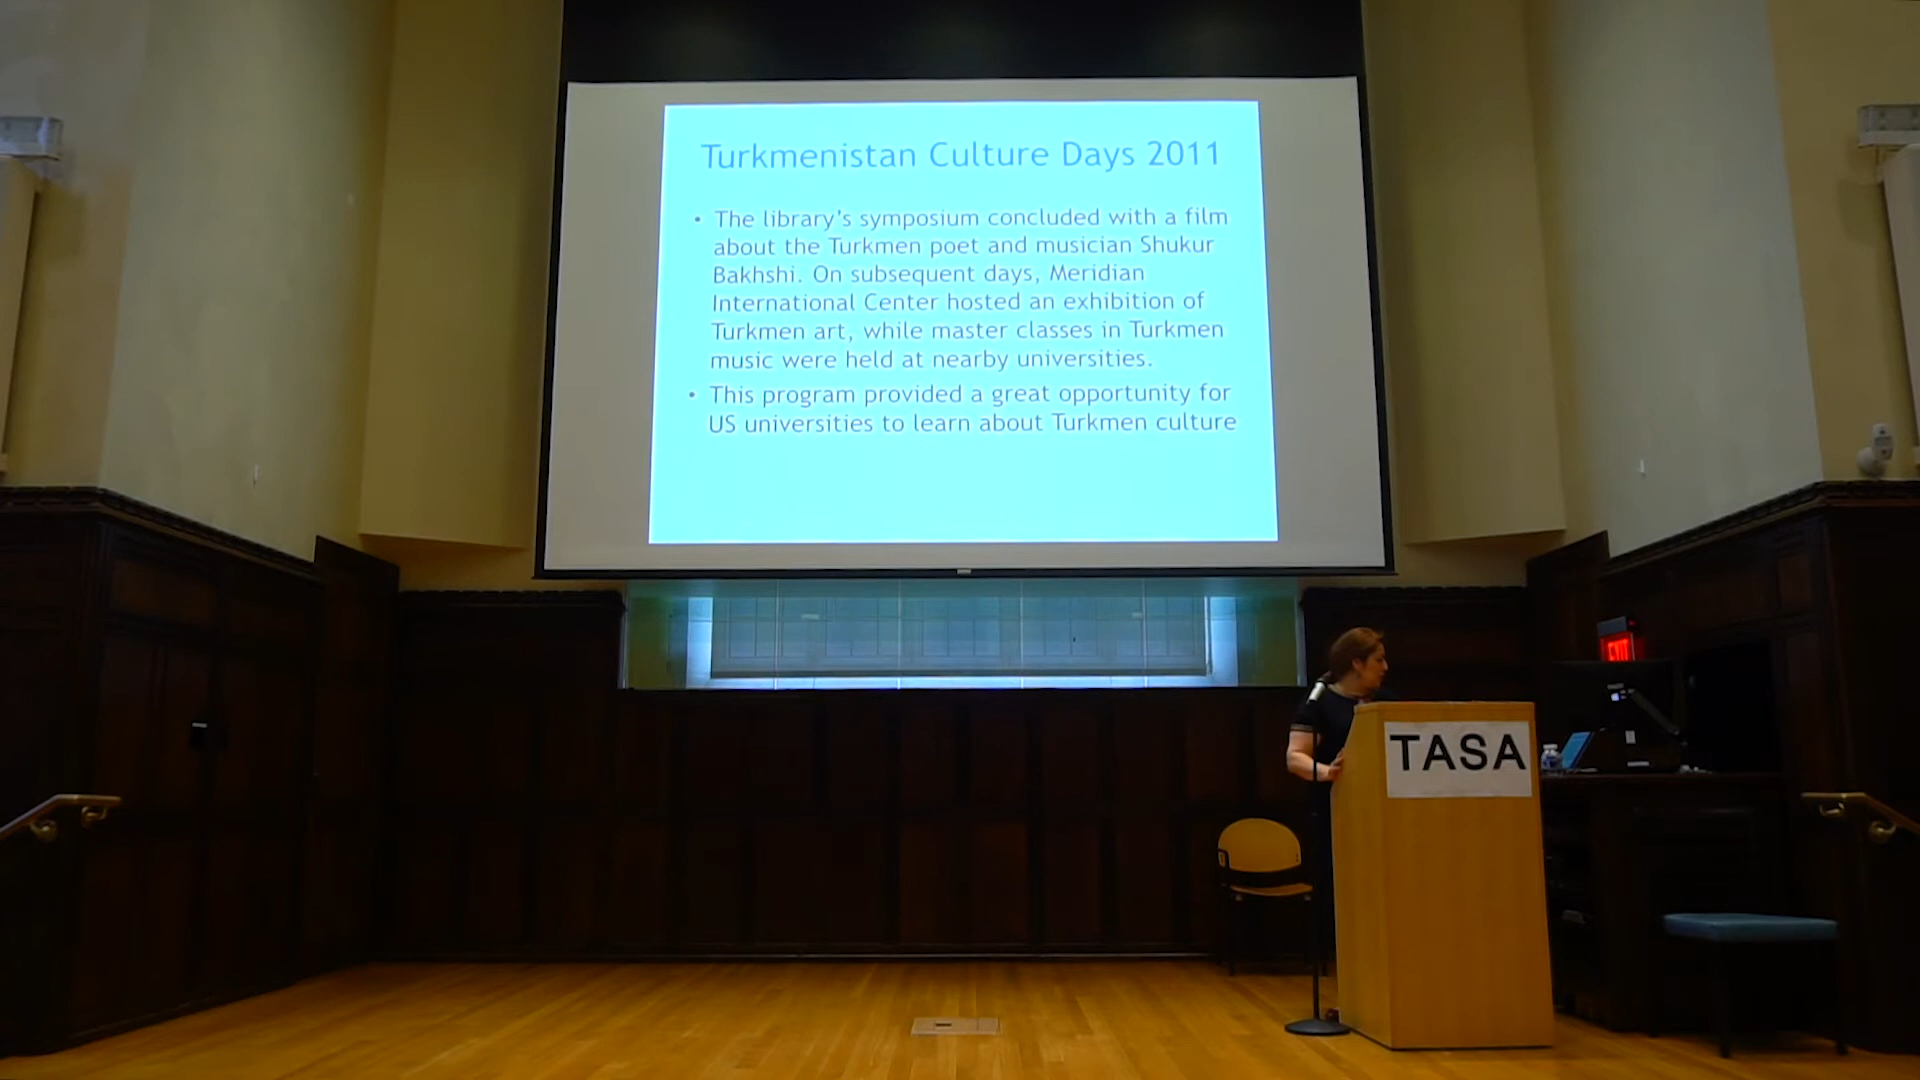 Turkmenistan Culture Days 2011
• The library's symposium concluded with a film
about the Turkmen poet and musician Shukur
Bakhshi. On subsequent days, Meridian
International Center hosted an exhibition of
Turkmen art, while master classes in Turkmen
music were held at nearby universities.
• This program provided a great opportunity for
US universities to learn about Turkmen culture
EXIT
TASA